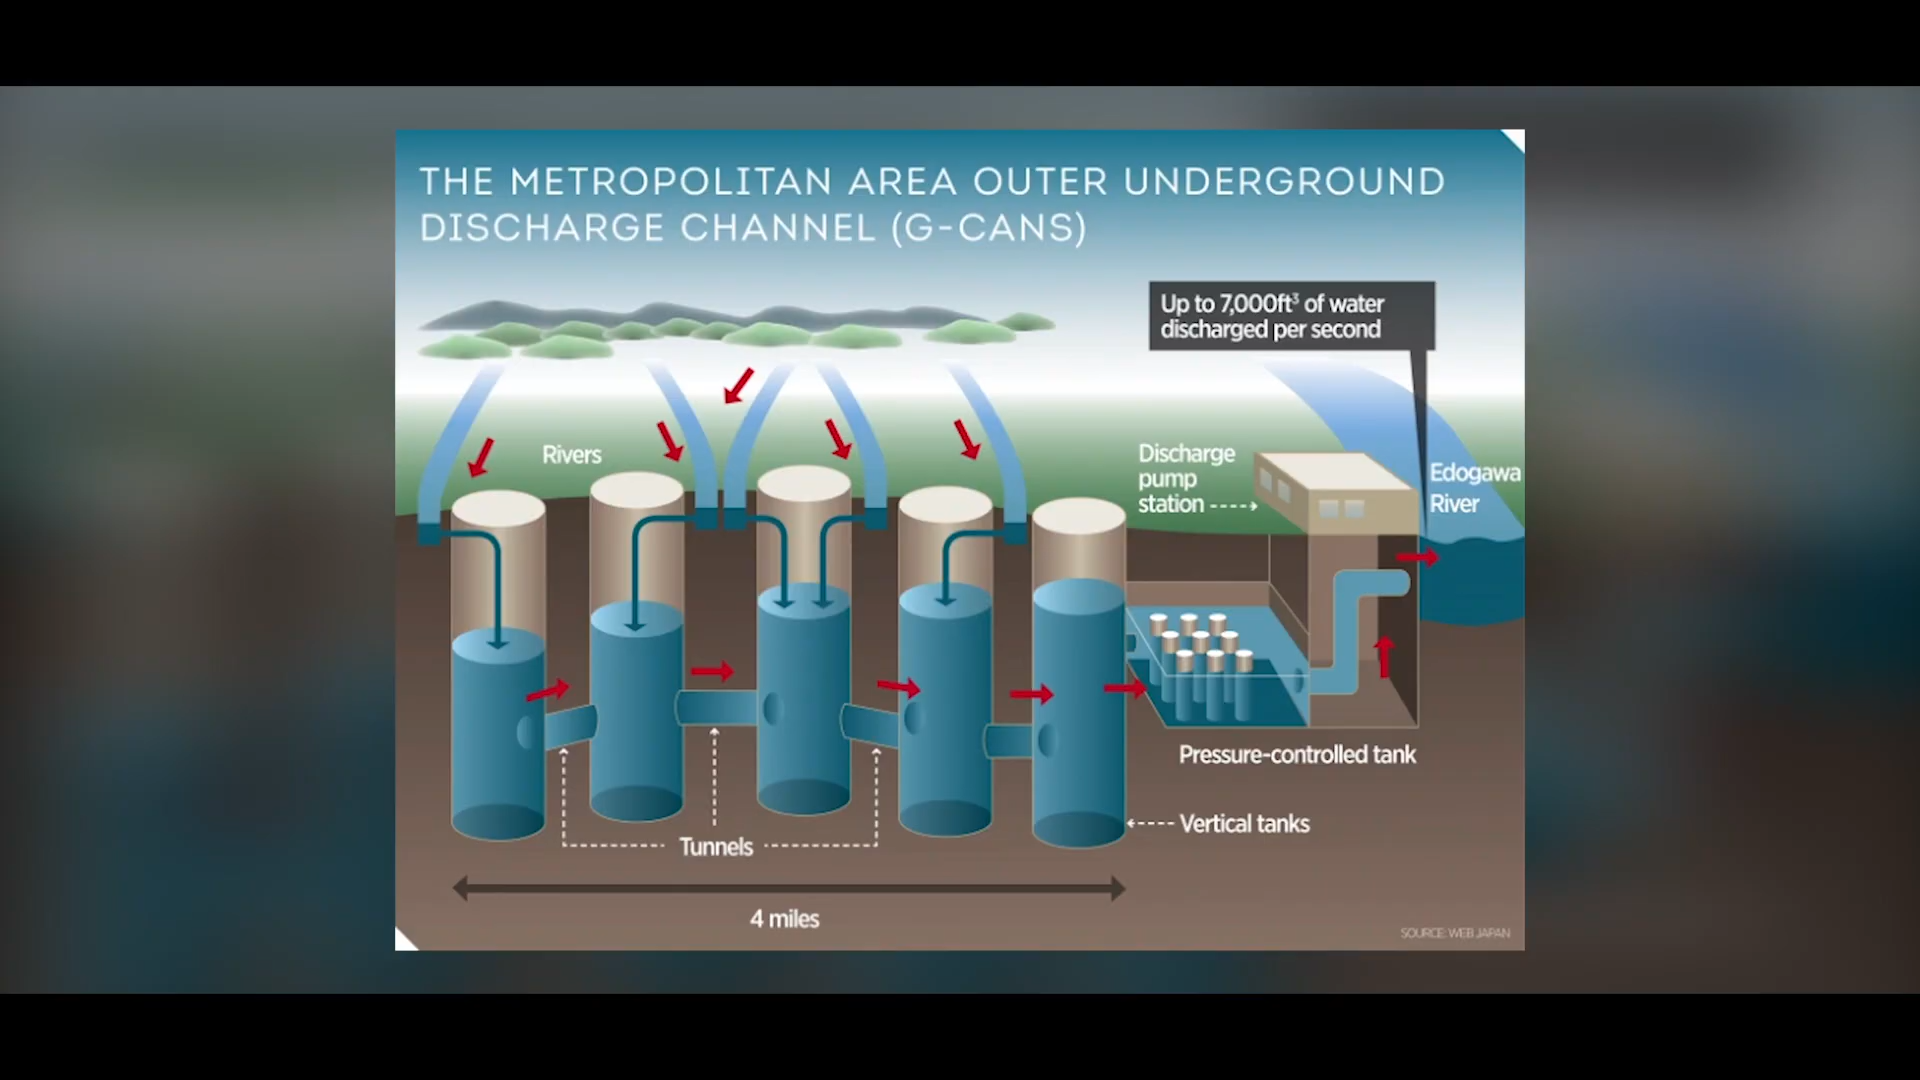 THE METROPOLITAN AREA OUTER UNDERGROUND
DISCHARGE CHANNEL (G-CANS)
Up to 7,000ft³ of water
discharged per second
Rivers
Discharge
pump
station
Edogawa
River
Pressure-controlled tank
Vertical tanks
Tunnels
4 miles
SOURCE: WEB JAPAN